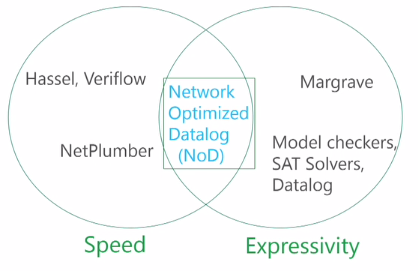 Hassel, Veriflow
NetPlumber
Network
Optimized
Datalog
(NoD)
Margrave
Model checkers,
SAT Solvers,
Datalog
Speed
Expressivity